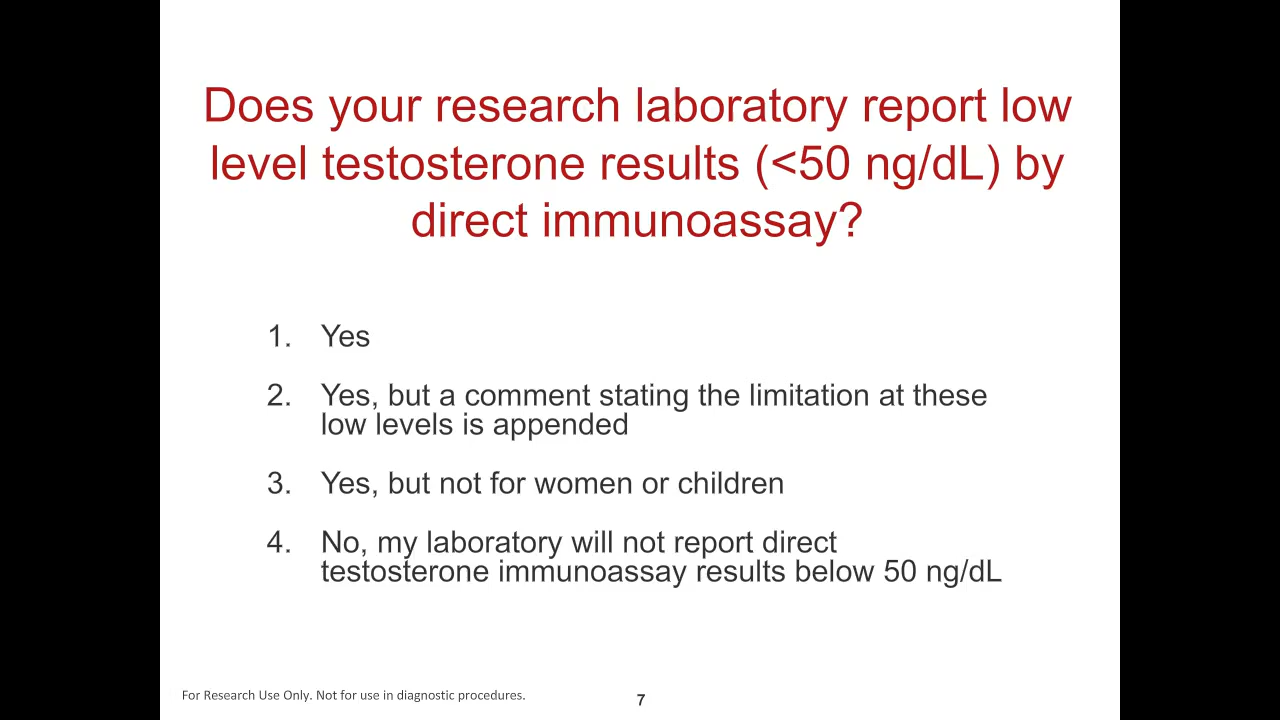 Does your research laboratory report low
level testosterone results (<50 ng/dL) by
direct immunoassay?
1. Yes
2. Yes, but a comment stating the limitation at these
low levels is appended
3. Yes, but not for women or children
4. No, my laboratory will not report direct
testosterone immunoassay results below 50 ng/dL
For Research Use Only. Not for use in diagnostic procedures.
7